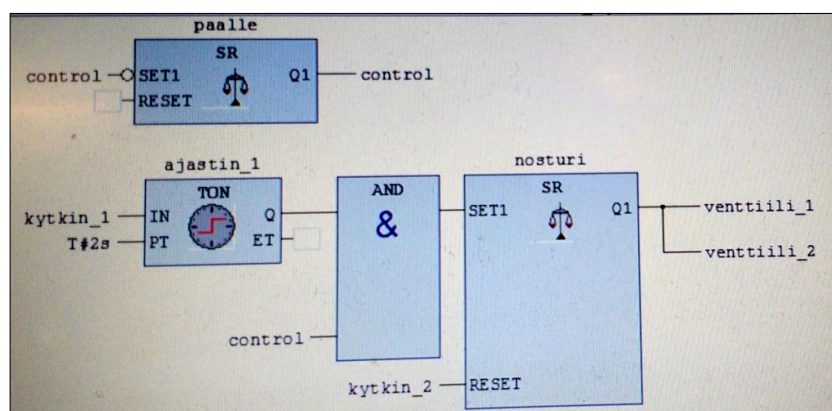 paalle
SR
control SET1 Q1 control
RESET
ajastin_1 nosturi
TON AND SR
kytkin_1 IN Q & SET1 Q1 venttiili_1
T#2s PT ET
venttiili_2
control
kytkin_2 RESET